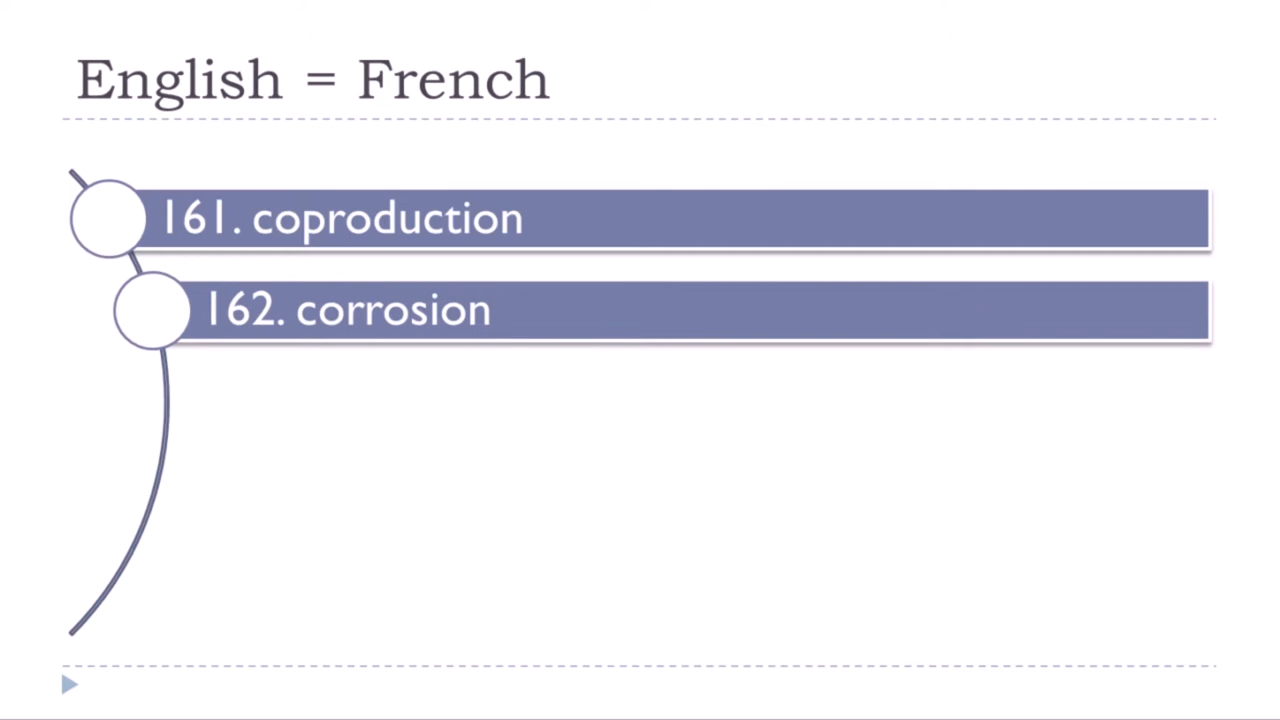 English = French
161. coproduction
162. corrosion